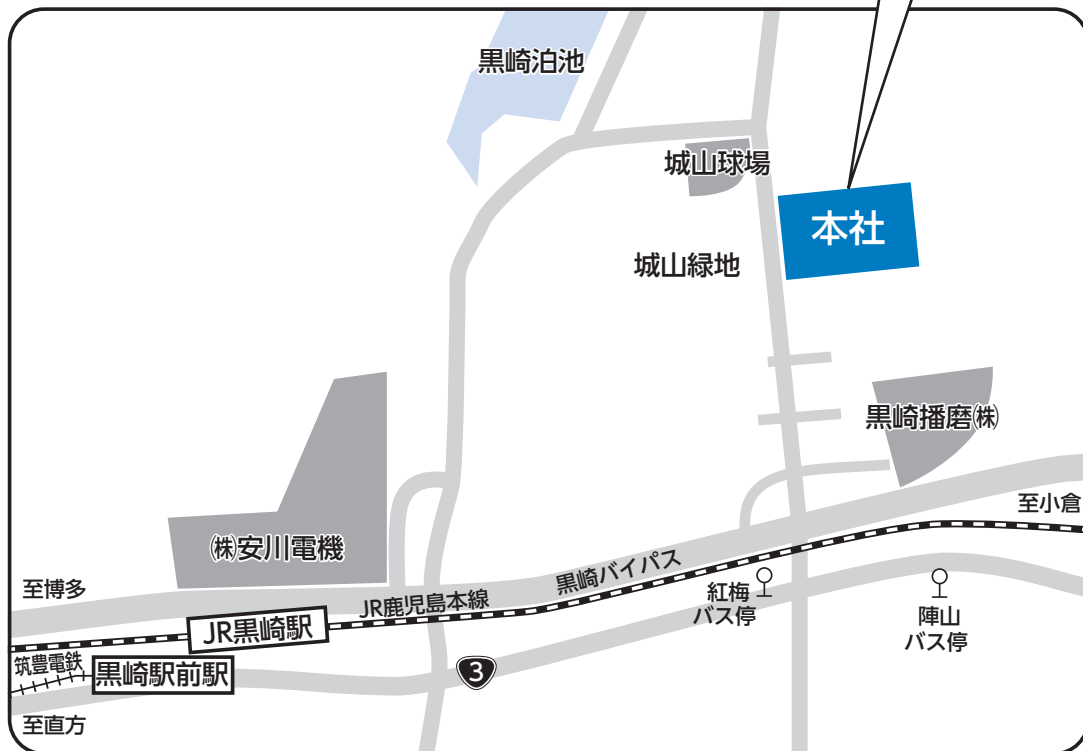 黒崎泊池
城山球場
本社
城山緑地
黒崎播磨㈱
至小倉
㈱安川電機
黒崎バイパス
至博多
JR鹿児島本線
紅梅
バス停
陣山
バス停
JR黒崎駅
筑豊電鉄
黒崎駅前駅
3
至直方